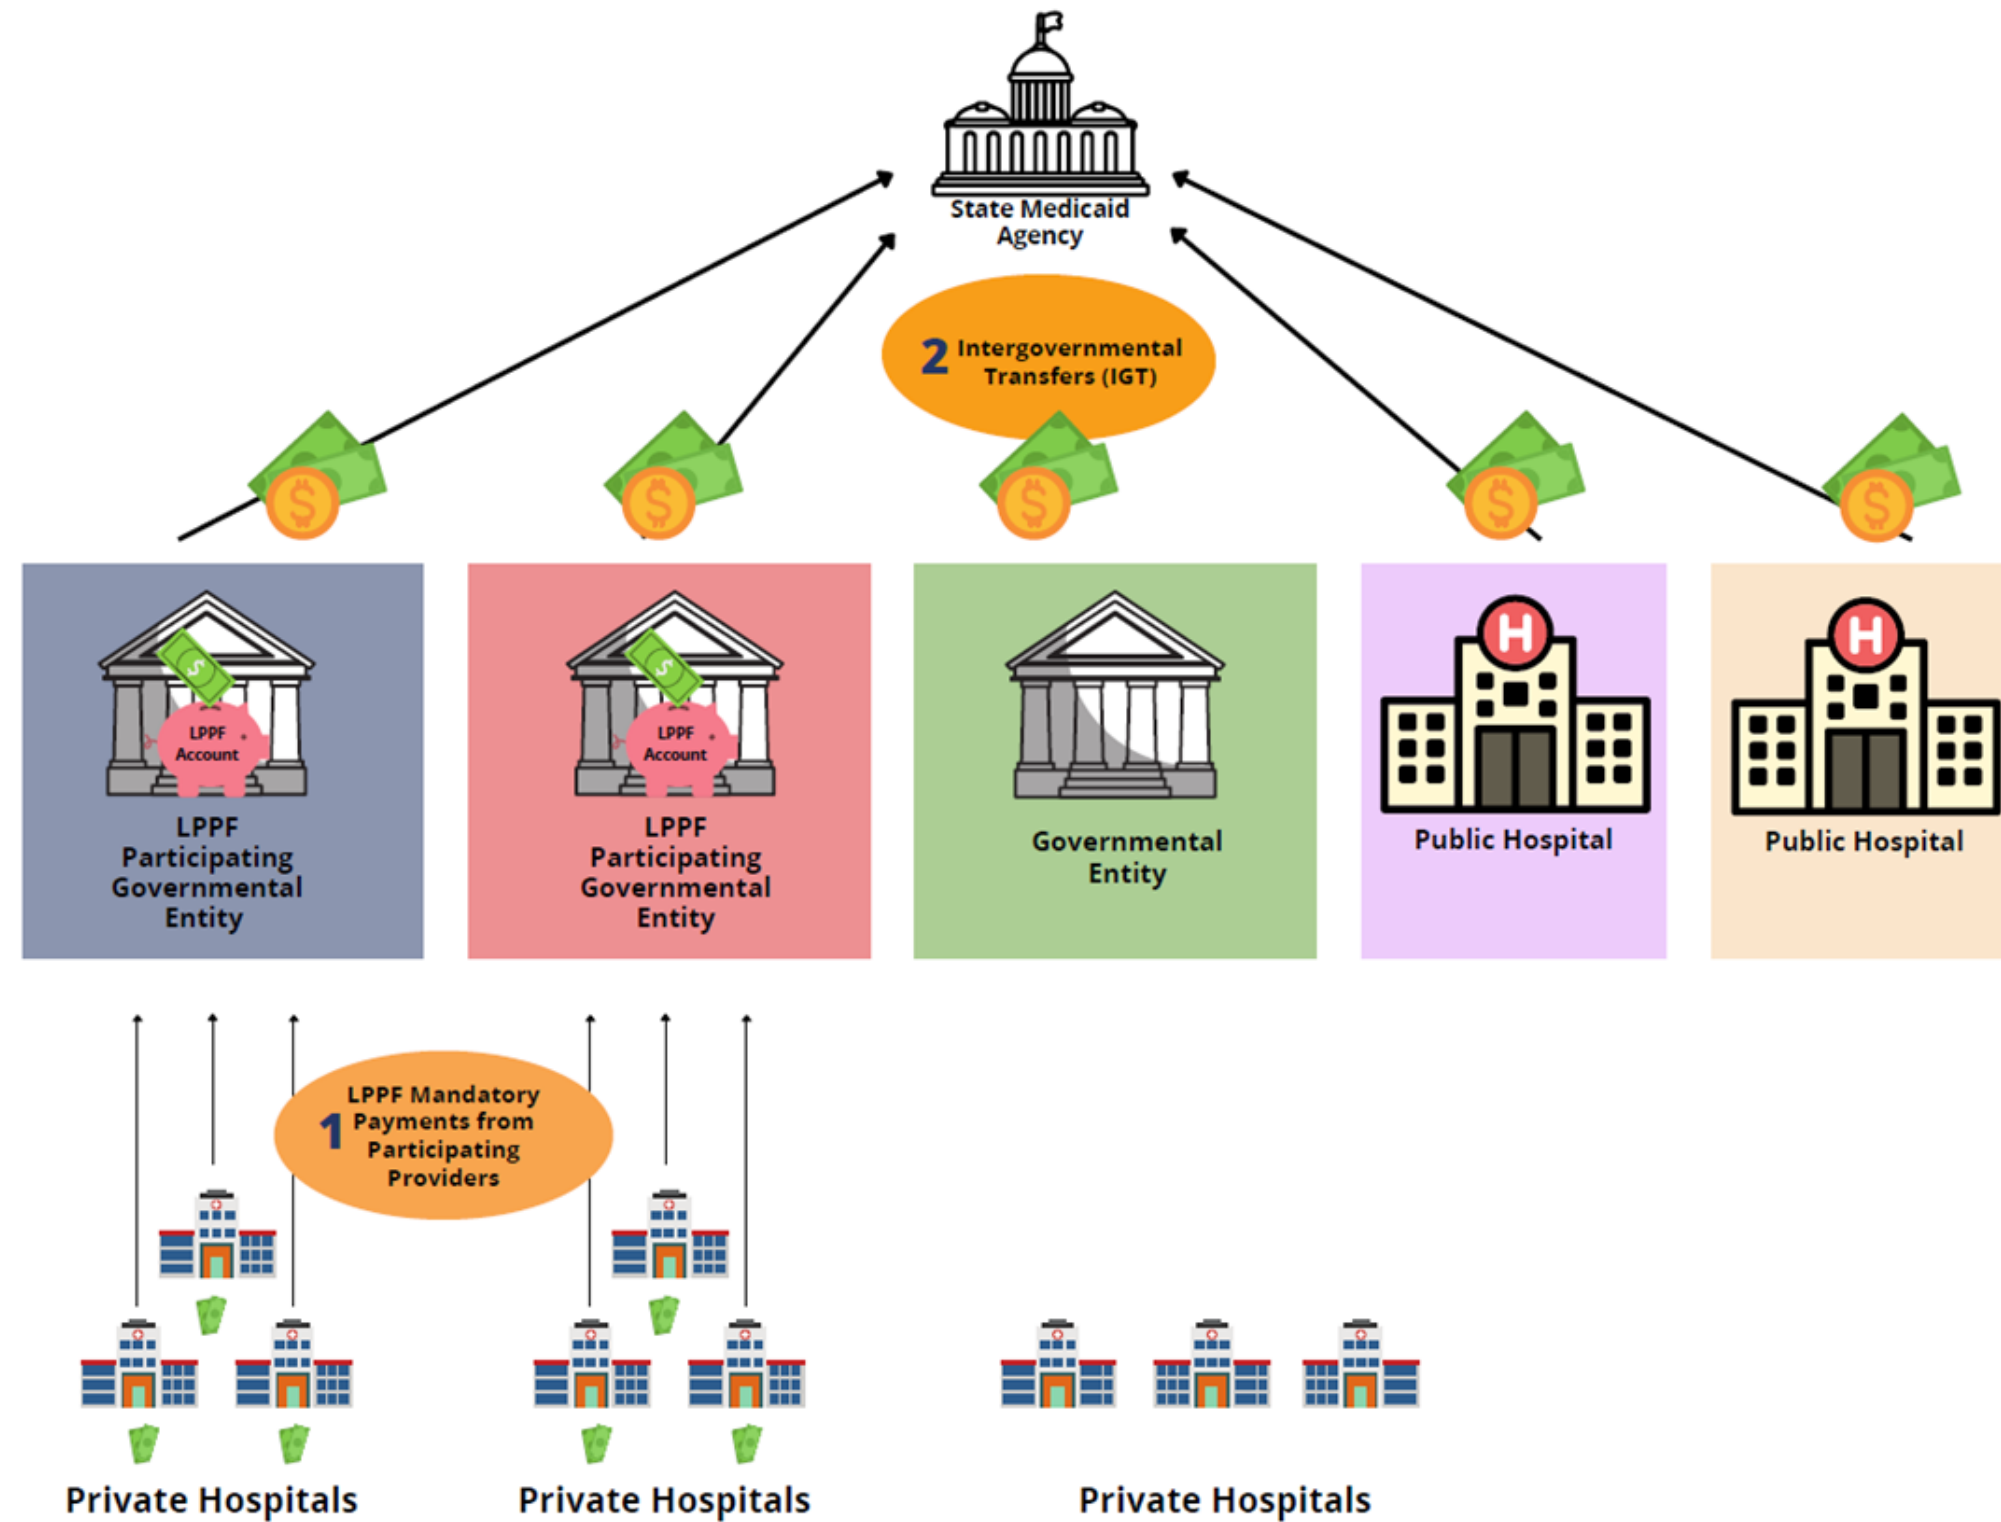 State Medicaid
Agency
2 Intergovernmental
Transfers (IGT)
$
$
$
$
$
$
$
H
H
LPPF
Account
LPPF
Account
LPPF
Participating
Governmental
Entity
LPPF
Participating
Governmental
Entity
Governmental
Entity
Public Hospital
Public Hospital
1
LPPF Mandatory
Payments from
Participating
Providers
Private Hospitals
Private Hospitals
Private Hospitals